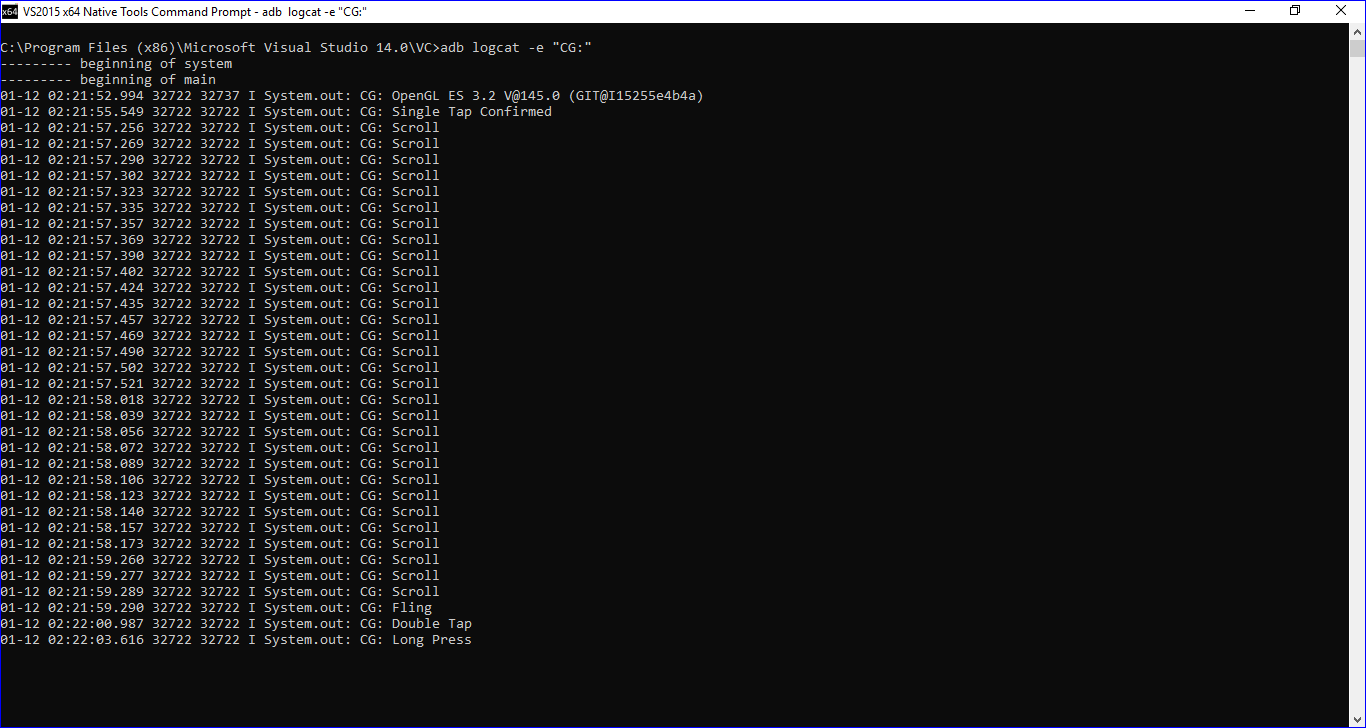 x64 VS2015 x64 Native Tools Command Prompt - adb  logcat -e "CG:"
C:\Program Files (x86)\Microsoft Visual Studio 14.0\VC>adb logcat -e "CG:"
--------- beginning of system
--------- beginning of main
01-12 02:21:52.994 32722 32737 I System.out: CG: OpenGL ES 3.2 V@145.0 (GIT@I15255e4b4a)
01-12 02:21:55.549 32722 32722 I System.out: CG: Single Tap Confirmed
01-12 02:21:57.256 32722 32722 I System.out: CG: Scroll
01-12 02:21:57.269 32722 32722 I System.out: CG: Scroll
01-12 02:21:57.290 32722 32722 I System.out: CG: Scroll
01-12 02:21:57.302 32722 32722 I System.out: CG: Scroll
01-12 02:21:57.323 32722 32722 I System.out: CG: Scroll
01-12 02:21:57.335 32722 32722 I System.out: CG: Scroll
01-12 02:21:57.357 32722 32722 I System.out: CG: Scroll
01-12 02:21:57.369 32722 32722 I System.out: CG: Scroll
01-12 02:21:57.390 32722 32722 I System.out: CG: Scroll
01-12 02:21:57.402 32722 32722 I System.out: CG: Scroll
01-12 02:21:57.424 32722 32722 I System.out: CG: Scroll
01-12 02:21:57.435 32722 32722 I System.out: CG: Scroll
01-12 02:21:57.457 32722 32722 I System.out: CG: Scroll
01-12 02:21:57.469 32722 32722 I System.out: CG: Scroll
01-12 02:21:57.490 32722 32722 I System.out: CG: Scroll
01-12 02:21:57.502 32722 32722 I System.out: CG: Scroll
01-12 02:21:57.521 32722 32722 I System.out: CG: Scroll
01-12 02:21:58.018 32722 32722 I System.out: CG: Scroll
01-12 02:21:58.039 32722 32722 I System.out: CG: Scroll
01-12 02:21:58.056 32722 32722 I System.out: CG: Scroll
01-12 02:21:58.072 32722 32722 I System.out: CG: Scroll
01-12 02:21:58.089 32722 32722 I System.out: CG: Scroll
01-12 02:21:58.106 32722 32722 I System.out: CG: Scroll
01-12 02:21:58.123 32722 32722 I System.out: CG: Scroll
01-12 02:21:58.140 32722 32722 I System.out: CG: Scroll
01-12 02:21:58.157 32722 32722 I System.out: CG: Scroll
01-12 02:21:58.173 32722 32722 I System.out: CG: Scroll
01-12 02:21:59.260 32722 32722 I System.out: CG: Scroll
01-12 02:21:59.277 32722 32722 I System.out: CG: Scroll
01-12 02:21:59.289 32722 32722 I System.out: CG: Scroll
01-12 02:21:59.290 32722 32722 I System.out: CG: Fling
01-12 02:22:00.987 32722 32722 I System.out: CG: Double Tap
01-12 02:22:03.616 32722 32722 I System.out: CG: Long Press